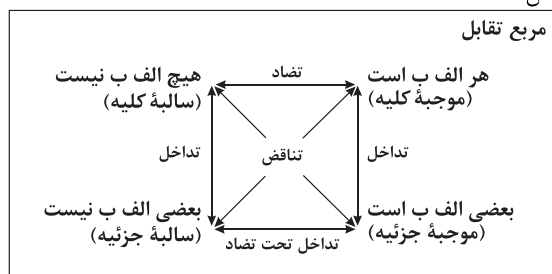 مربع تقابل
هر الف ب است
(موجبهٔ کلیه)
تضاد
هیچ الف ب نیست
(سالبهٔ کلیه)
تداخل
تناقض
تداخل
بعضی الف ب است
(موجبهٔ جزئیه)
تداخل تحت تضاد
بعضی الف ب نیست
(سالبهٔ جزئیه)